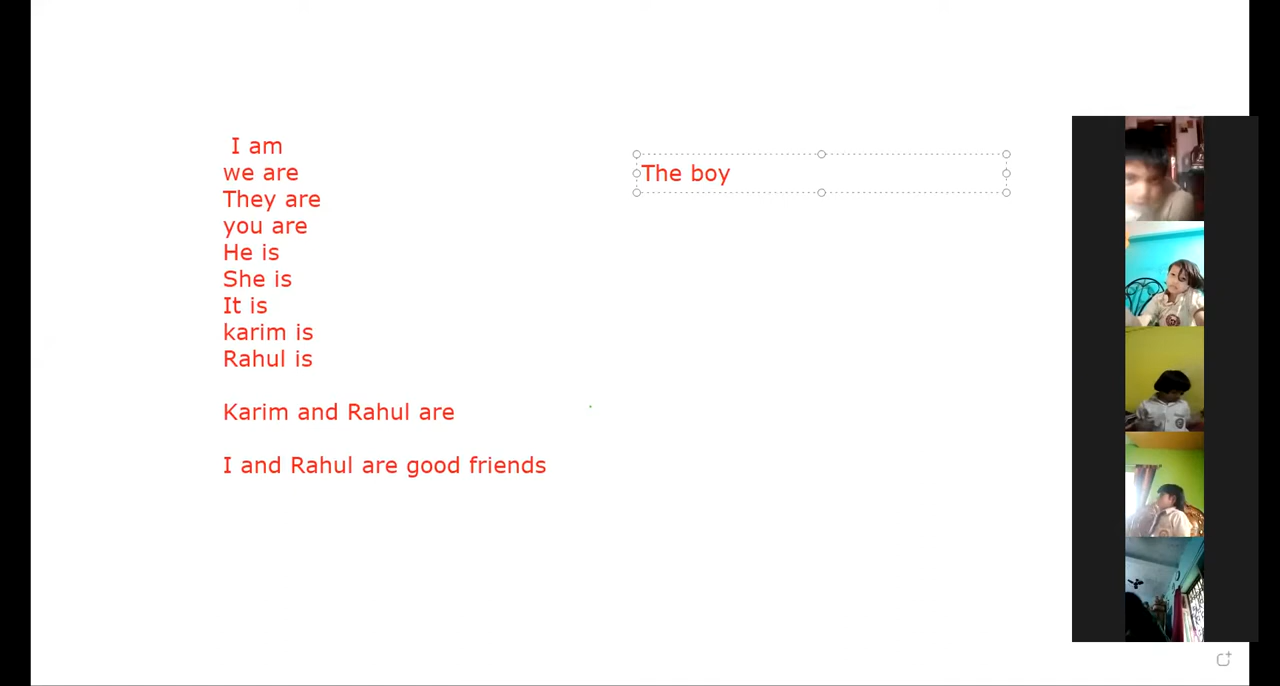 I am
we are
They are
you are
He is
She is
It is
karim is
Rahul is
Karim and Rahul are
I and Rahul are good friends
The boy